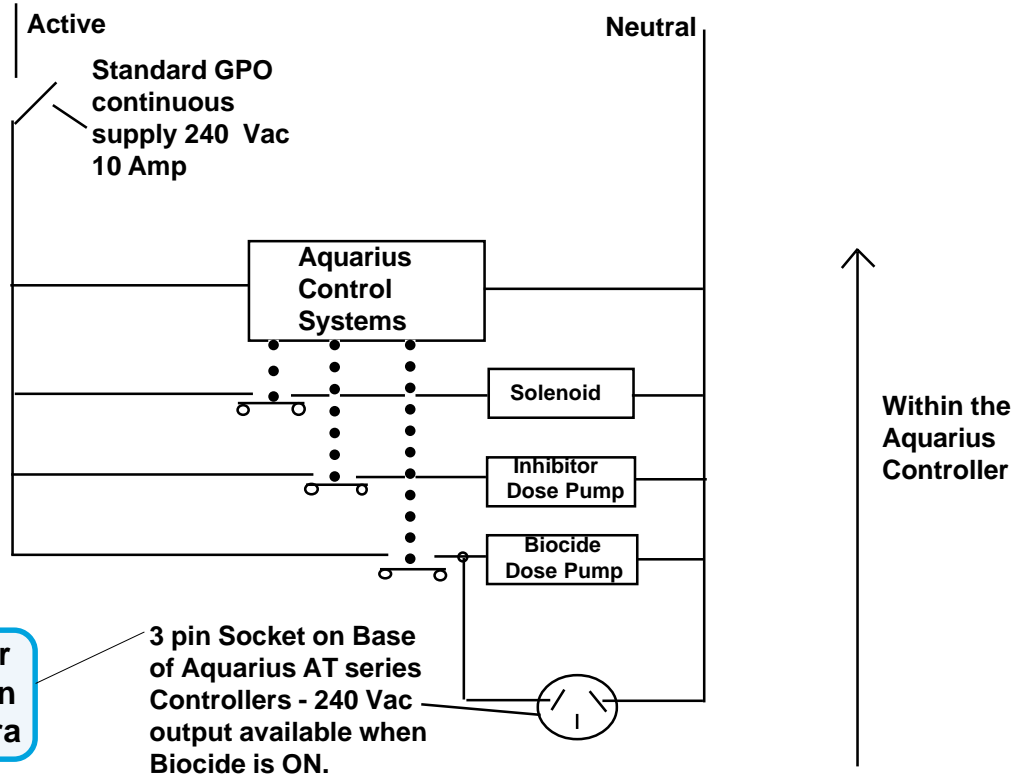 Active
Neutral
Standard GPO
continuous
supply 240 Vac
10 Amp
Aquarius
Control
Systems
Solenoid
Inhibitor
Dose Pump
Biocide
Dose Pump
Within the
Aquarius
Controller
3 pin Socket on Base
of Aquarius AT series
Controllers - 240 Vac
output available when
Biocide is ON.